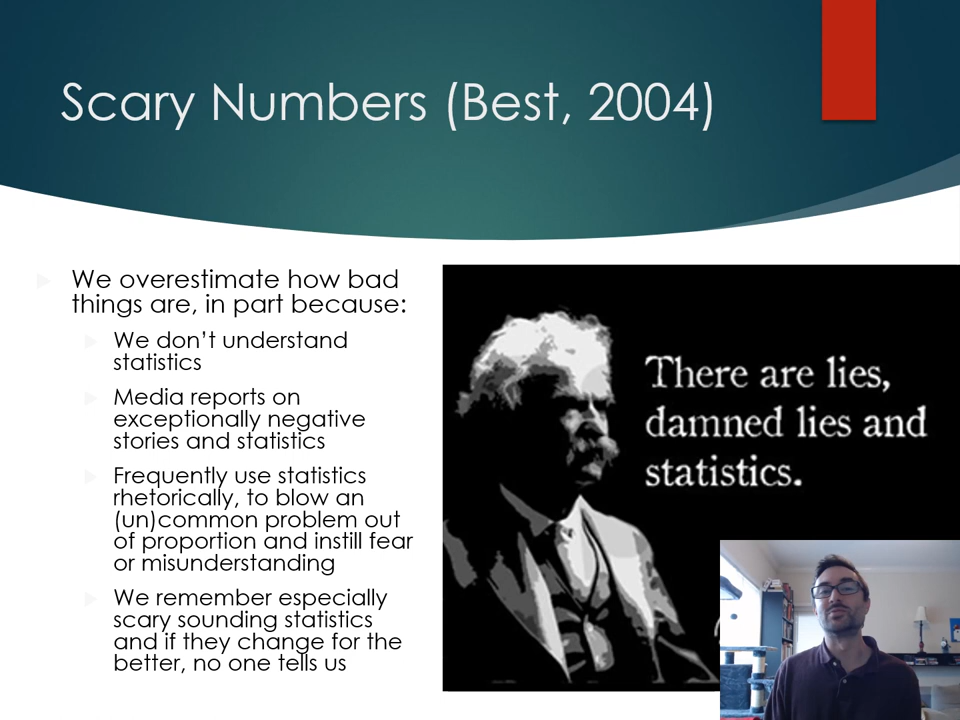 Scary Numbers (Best, 2004)
We overestimate how bad
things are, in part because:
We don't understand
statistics
Media reports on
exceptionally negative
stories and statistics
Frequently use statistics
rhetorically, to blow an
(un)common problem out
of proportion and instill fear
or misunderstanding
We remember especially
scary sounding statistics
and if they change for the
better, no one tells us
There are lies,
damned lies and
statistics.